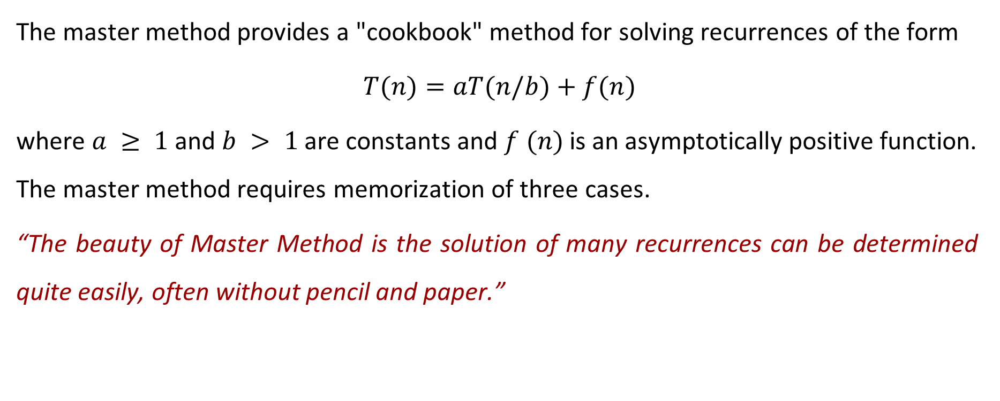 The master method provides a "cookbook" method for solving recurrences of the form
T(n) = aT(n/b) + f(n)
where a ≥ 1 and b > 1 are constants and f (n) is an asymptotically positive function.
The master method requires memorization of three cases.
“The beauty of Master Method is the solution of many recurrences can be determined
quite easily, often without pencil and paper.”